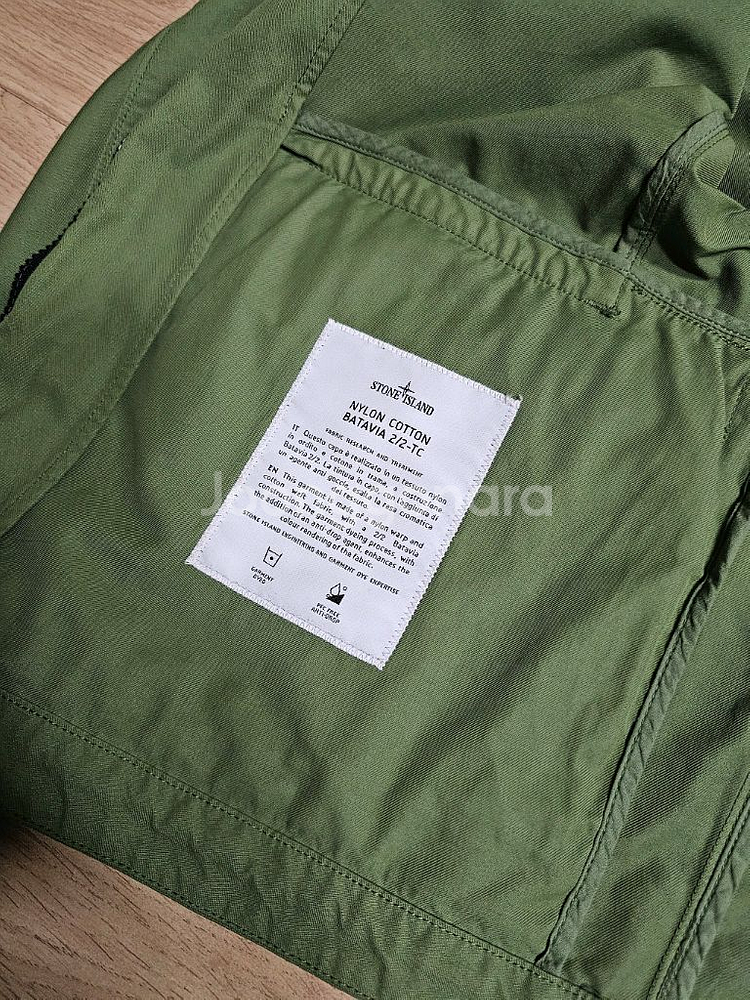 STONE ISLAND
NYLON COTTON
BATAVIA 2/2-TC
FABRIC RESEARCH AND TREATMENT
IT Questo capo è realizzato in un tessuto nylon
in ordito e cotone in trama, a costruzione
Batavia 2/2. La tintura in capo, con l'aggiunta di
un agente anti goccia, esalta la resa cromatica
del tessuto.
EN This garment is made of a nylon warp and
cotton weft fabric, with a 2/2 Batavia
construction. The garment dyeing process, with
the addition of an anti-drop agent, enhances the
colour rendering of the fabric.
STONE ISLAND ENGINEERING AND GARMENT DYE EXPERTISE
GARMENT
DYED
PFC FREE
ANTI-DROP